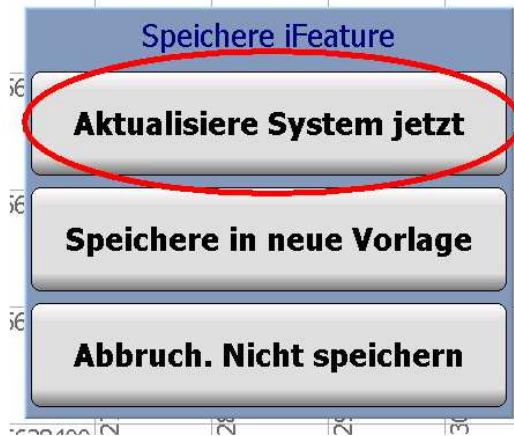 Speichere iFeature
Aktualisiere System jetzt
Speichere in neue Vorlage
Abbruch. Nicht speichern